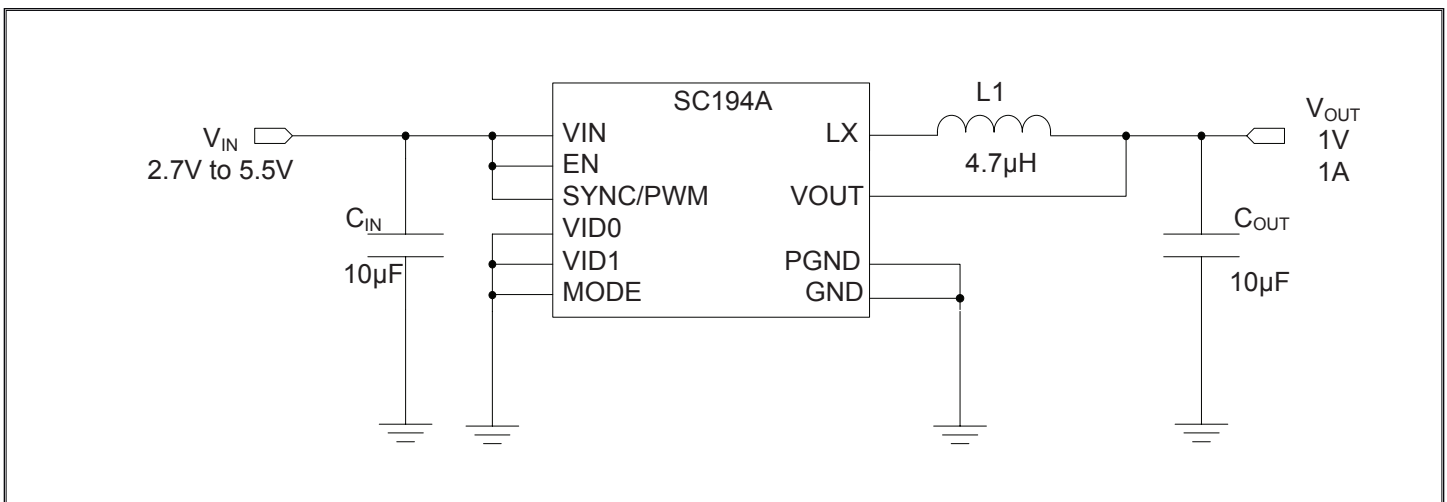 SC194A
V_IN
2.7V to 5.5V
C_IN
10µF
VIN
EN
SYNC/PWM
VID0
VID1
MODE
LX
VOUT
PGND
GND
L1
4.7µH
V_OUT
1V
1A
C_OUT
10µF